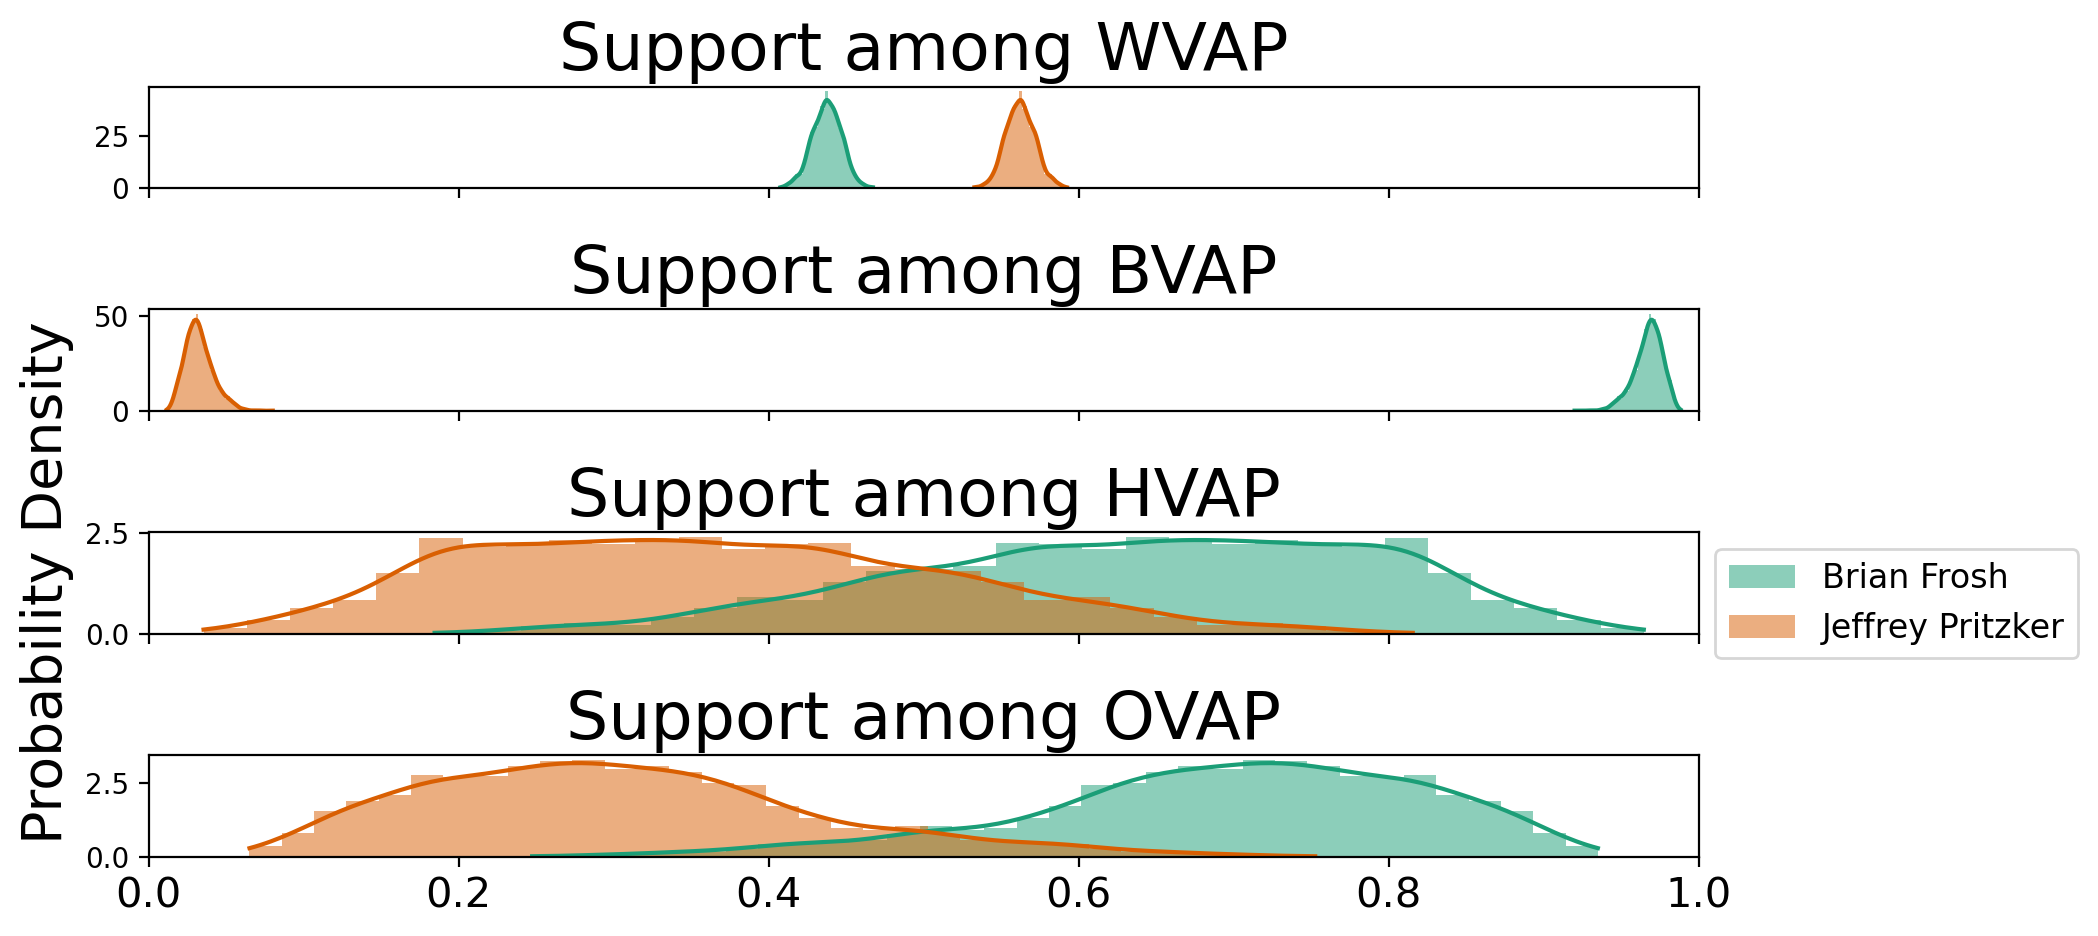 Support among WVAP
25
0
Support among BVAP
50
0
Support among HVAP
2.5
0.0
Support among OVAP
2.5
0.0
0.0 0.2 0.4 0.6 0.8 1.0
Probability Density
Brian Frosh
Jeffrey Pritzker